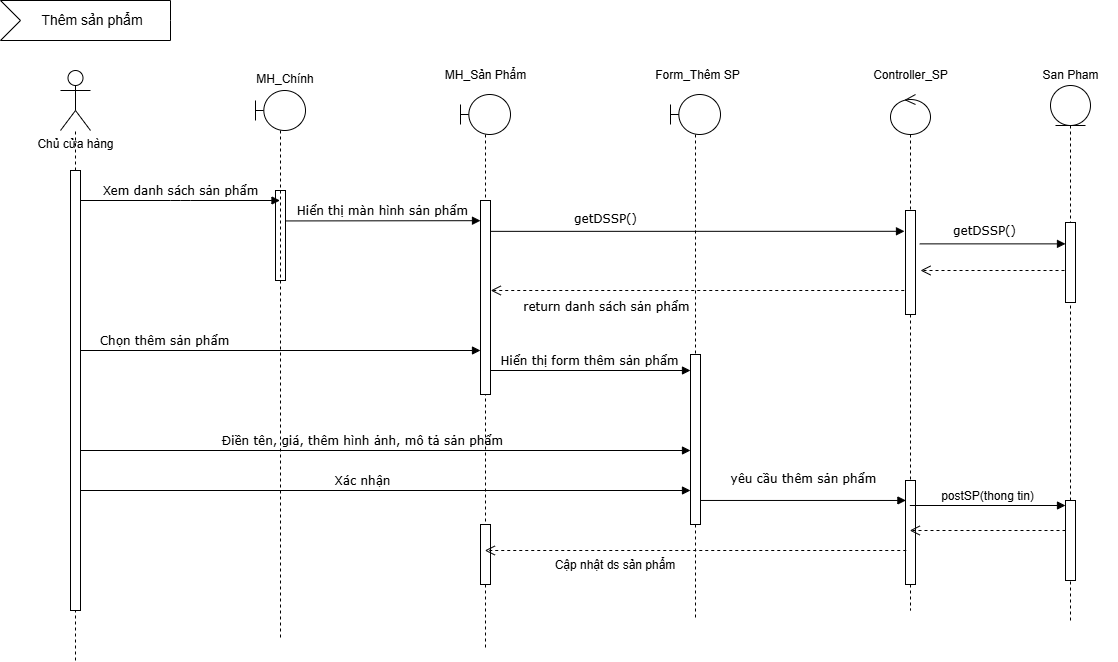 Thêm sản phẩm
MH_Chính
MH_Sản Phẩm
Form_Thêm SP
Controller_SP
San Pham
Chủ cửa hàng
Xem danh sách sản phẩm
Hiển thị màn hình sản phẩm
getDSSP()
getDSSP()
return danh sách sản phẩm
Chọn thêm sản phẩm
Hiển thị form thêm sản phẩm
Điền tên, giá, thêm hình ảnh, mô tả sản phẩm
Xác nhận
yêu cầu thêm sản phẩm
postSP(thong tin)
Cập nhật ds sản phẩm